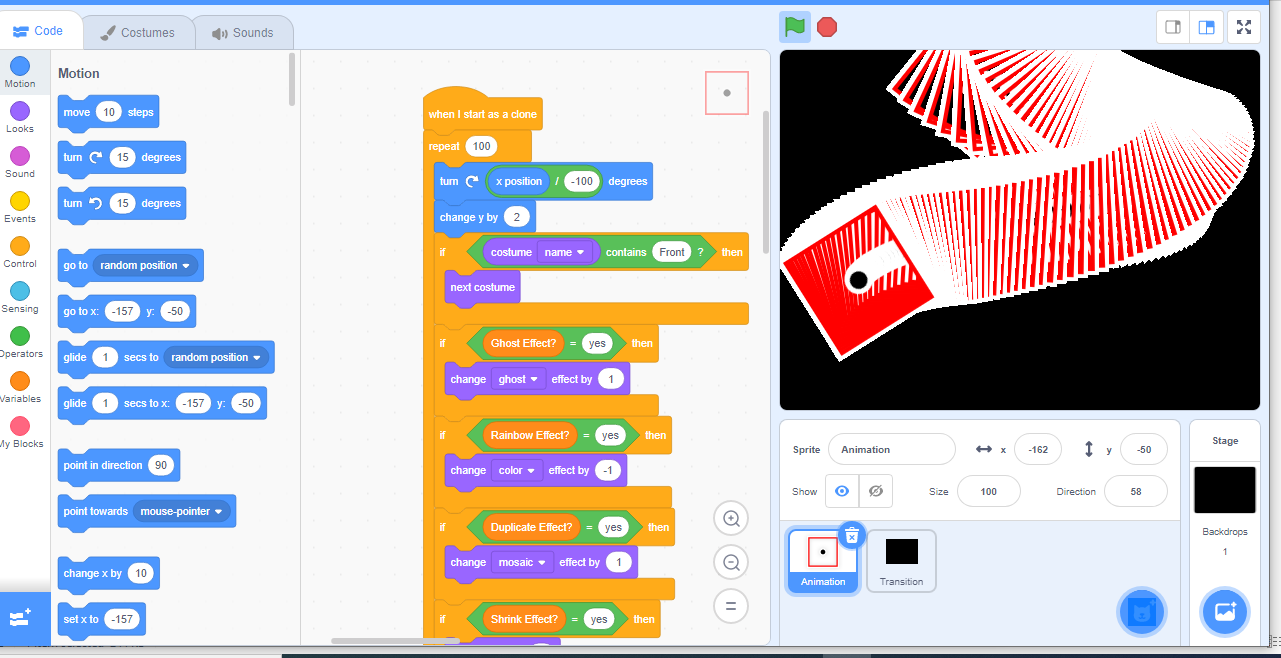 Code
Costumes
Sounds
Motion
Looks
Sound
Events
Control
Sensing
Operators
Variables
My Blocks
Motion
move 10 steps
turn 15 degrees
turn 15 degrees
go to random position
go to x: -157 y: -50
glide 1 secs to random position
glide 1 secs to x: -157 y: -50
point in direction 90
point towards mouse-pointer
change x by 10
set x to -157
when I start as a clone
repeat 100
turn x position / -100 degrees
change y by 2
if costume name contains Front ? then
next costume
if Ghost Effect? = yes then
change ghost effect by 1
if Rainbow Effect? = yes then
change color effect by -1
if Duplicate Effect? = yes then
change mosaic effect by 1
if Shrink Effect? = yes then
=
Sprite Animation x -162 y -50
Show Size 100 Direction 58
Animation
Transition
Stage
Backdrops
1